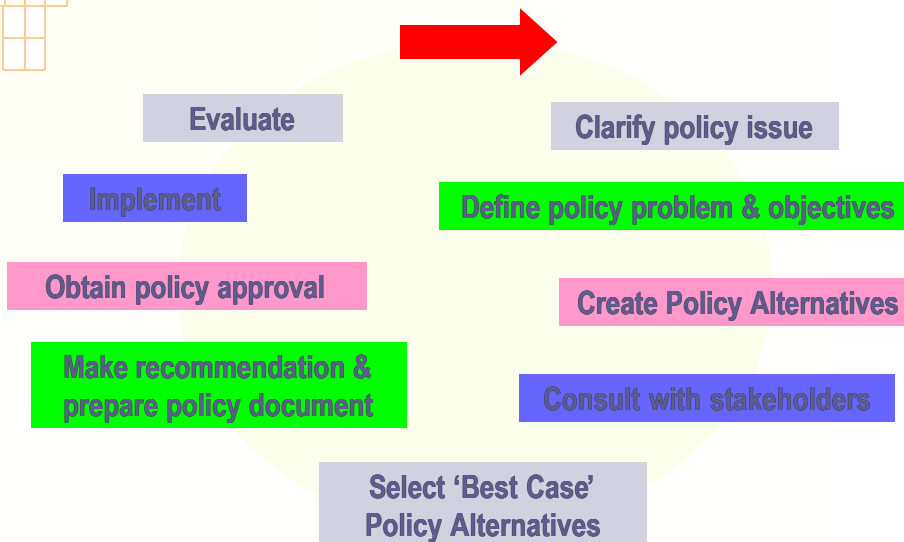 Evaluate
Clarify policy issue
Implement
Define policy problem & objectives
Obtain policy approval
Create Policy Alternatives
Make recommendation &
prepare policy document
Consult with stakeholders
Select ‘Best Case’
Policy Alternatives